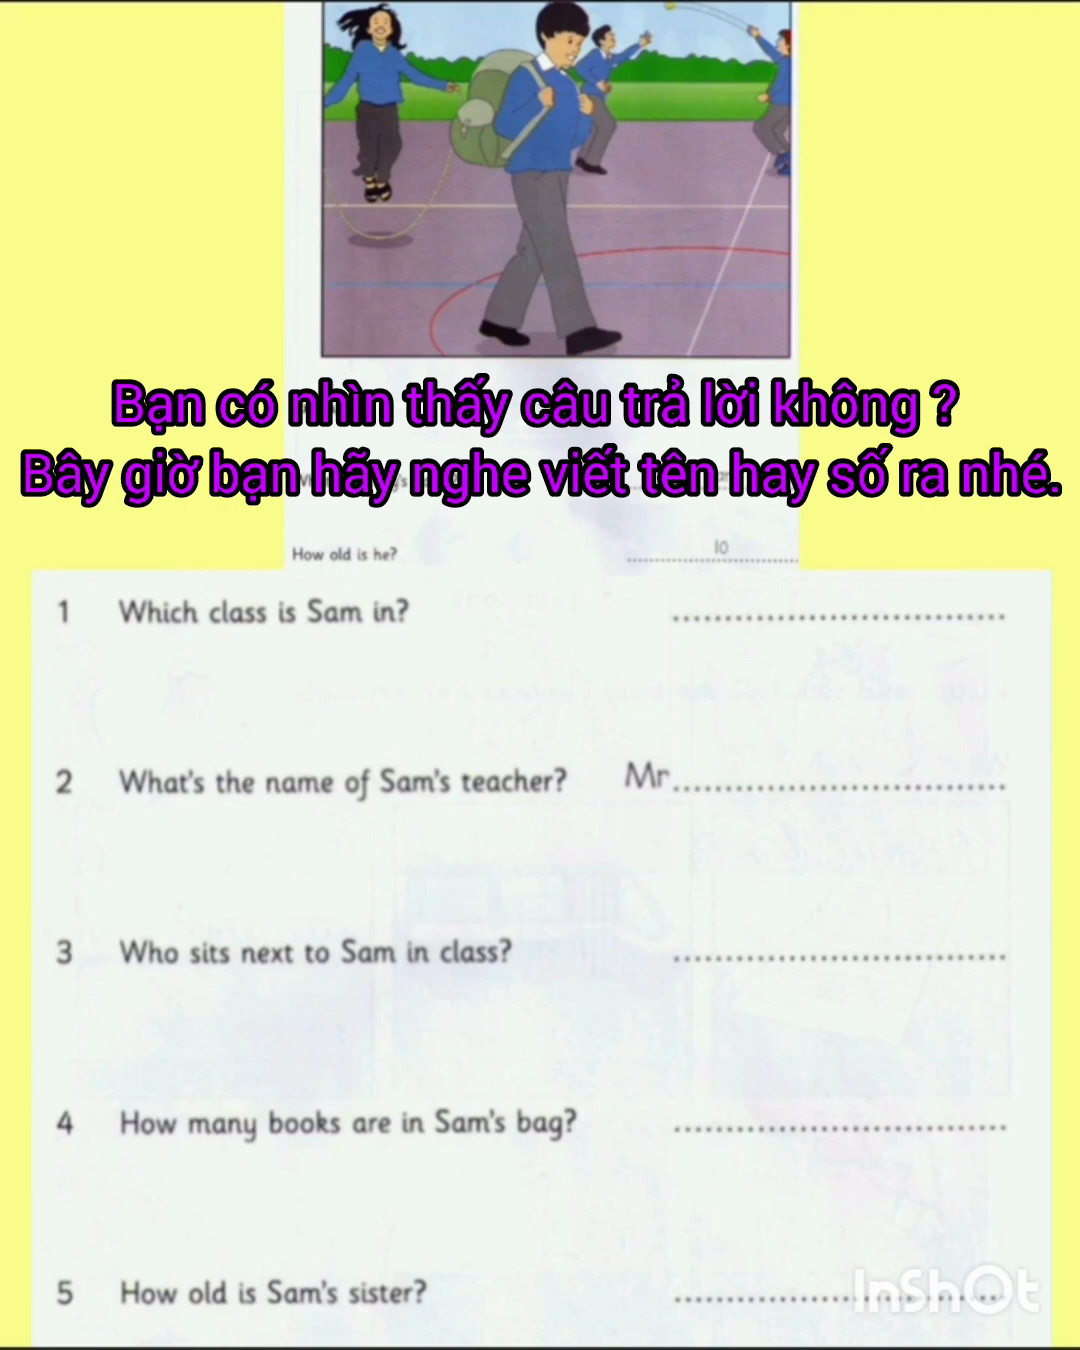 Bạn có nhìn thấy câu trả lời không ?
Bây giờ bạn hãy nghe viết tên hay số ra nhé.
How old is he? 10
1 Which class is Sam in?
2 What's the name of Sam's teacher? Mr
3 Who sits next to Sam in class?
4 How many books are in Sam's bag?
5 How old is Sam's sister?
InShOt